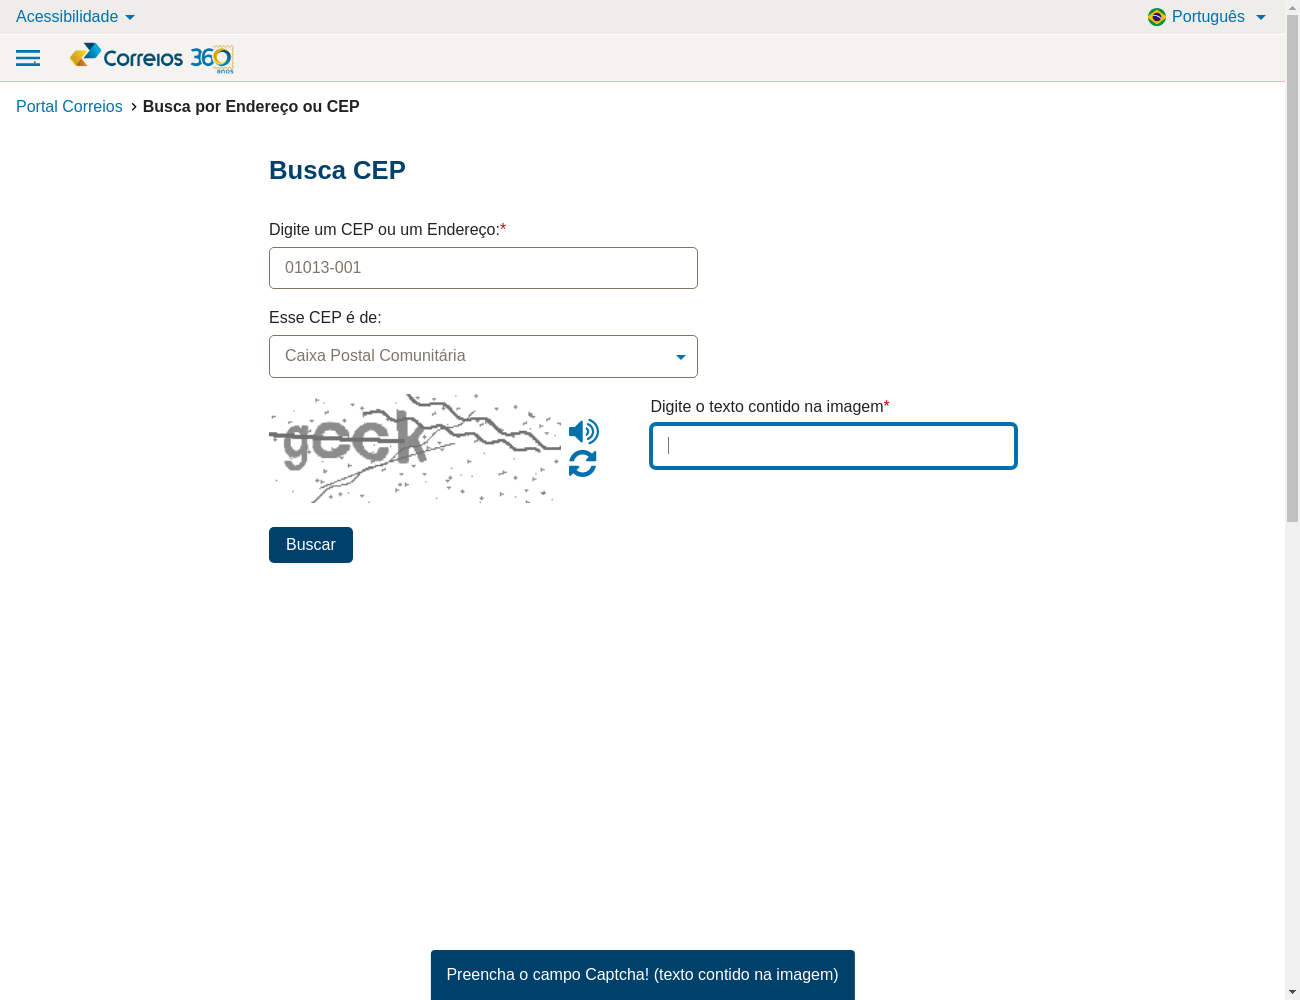 Acessibilidade
Português
Correios 360 anos
Portal Correios > Busca por Endereço ou CEP
Busca CEP
Digite um CEP ou um Endereço:*
01013-001
Esse CEP é de:
Caixa Postal Comunitária
Digite o texto contido na imagem*
Buscar
Preencha o campo Captcha! (texto contido na imagem)